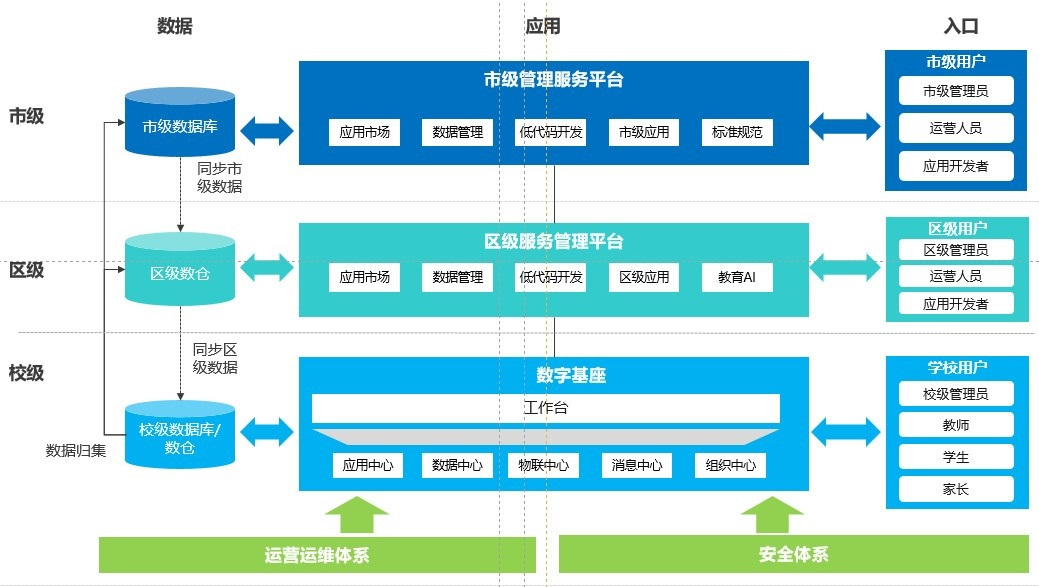 数据
应用
入口
市级
市级数据库
同步市
级数据
市级管理服务平台
应用市场
数据管理
低代码开发
市级应用
标准规范
市级用户
市级管理员
运营人员
应用开发者
区级
区级数仓
同步区
级数据
区级服务管理平台
应用市场
数据管理
低代码开发
区级应用
教育AI
区级用户
区级管理员
运营人员
应用开发者
校级
校级数据库/
数仓
数据归集
数字基座
工作台
应用中心
数据中心
物联中心
消息中心
组织中心
学校用户
校级管理员
教师
学生
家长
运营运维体系
安全体系